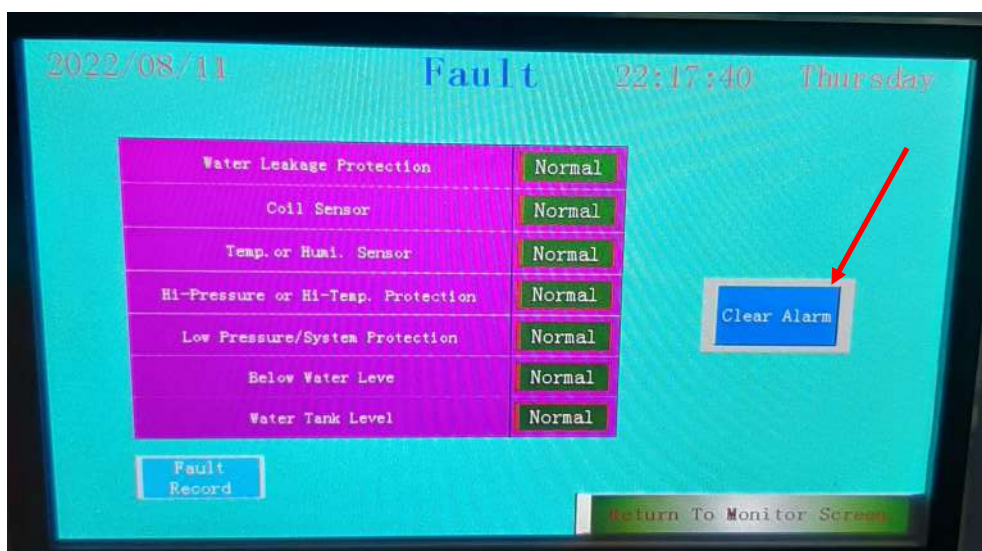 2022/08/11 Fault 22:17:40 Thursday
Water Leakage Protection Normal
Coil Sensor Normal
Temp.or Humi. Sensor Normal
Hi-Pressure or Hi-Temp. Protection Normal
Low Pressure/System Protection Normal
Below Water Leve Normal
Water Tank Level Normal
Clear Alarm
Fault
Record
Return To Monitor Screen